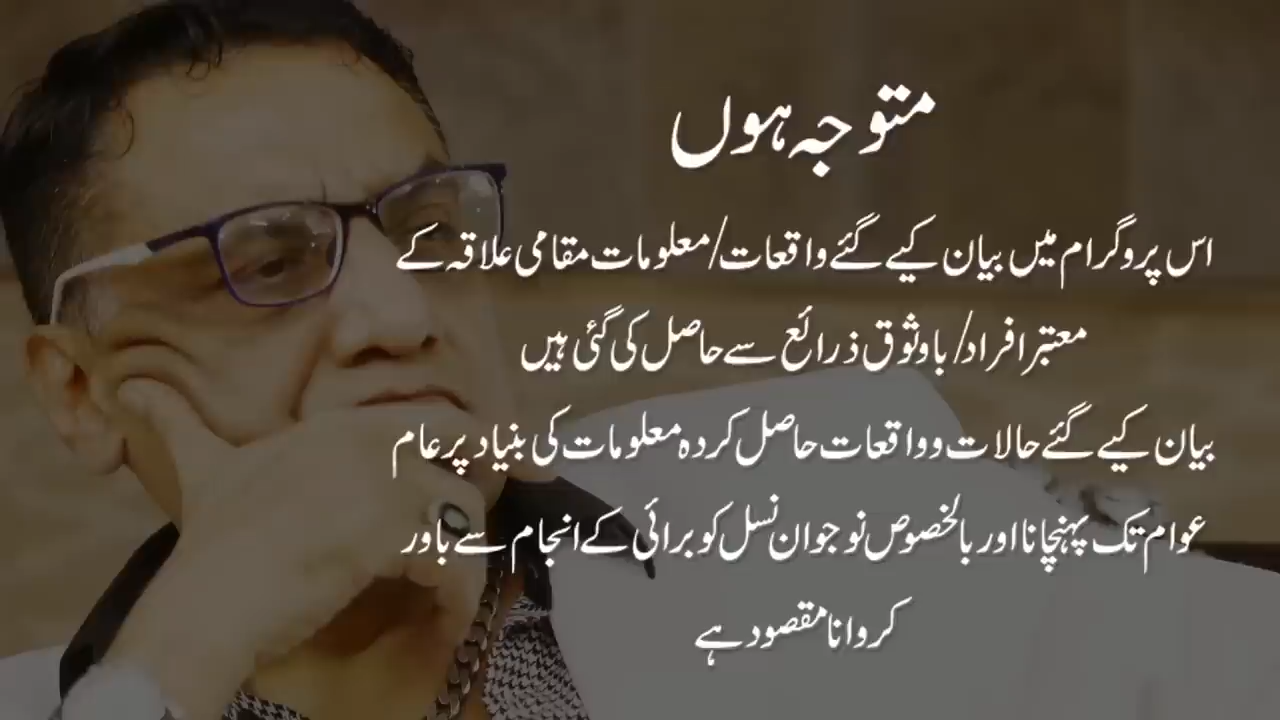 متوجہ ہوں
اس پروگرام میں بیان کیے گئے واقعات/معلومات مقامی علاقہ کے
معتبر افراد/ باوثوق ذرائع سے حاصل کی گئی ہیں
بیان کیے گئے حالات و واقعات حاصل کردہ معلومات کی بنیاد پر عام
عوام تک پہنچانا اور بالخصوص نوجوان نسل کو برائی کے انجام سے باور
کروانا مقصود ہے